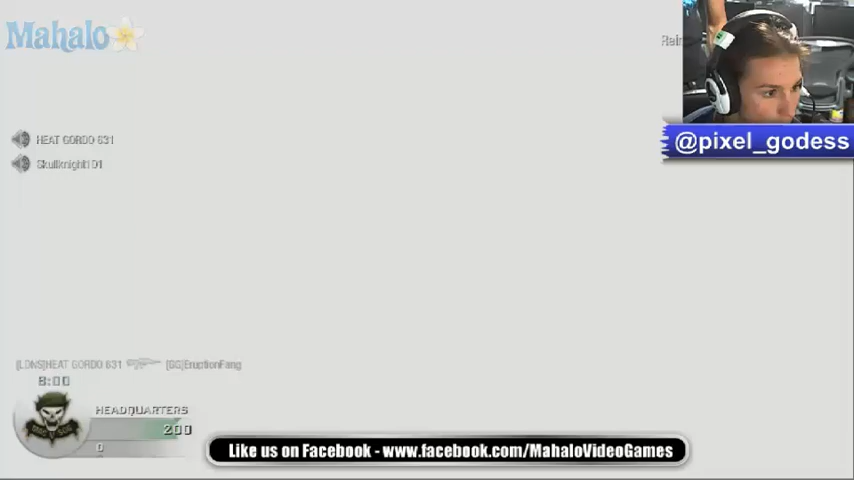 Mahalo
@pixel_godess
HEAT GORDO 631
Skullknight101
[LDNS]HEAT GORDO 631 [GG]EruptionFang
8:00
HEADQUARTERS
200
0
Like us on Facebook - www.facebook.com/MahaloVideoGames